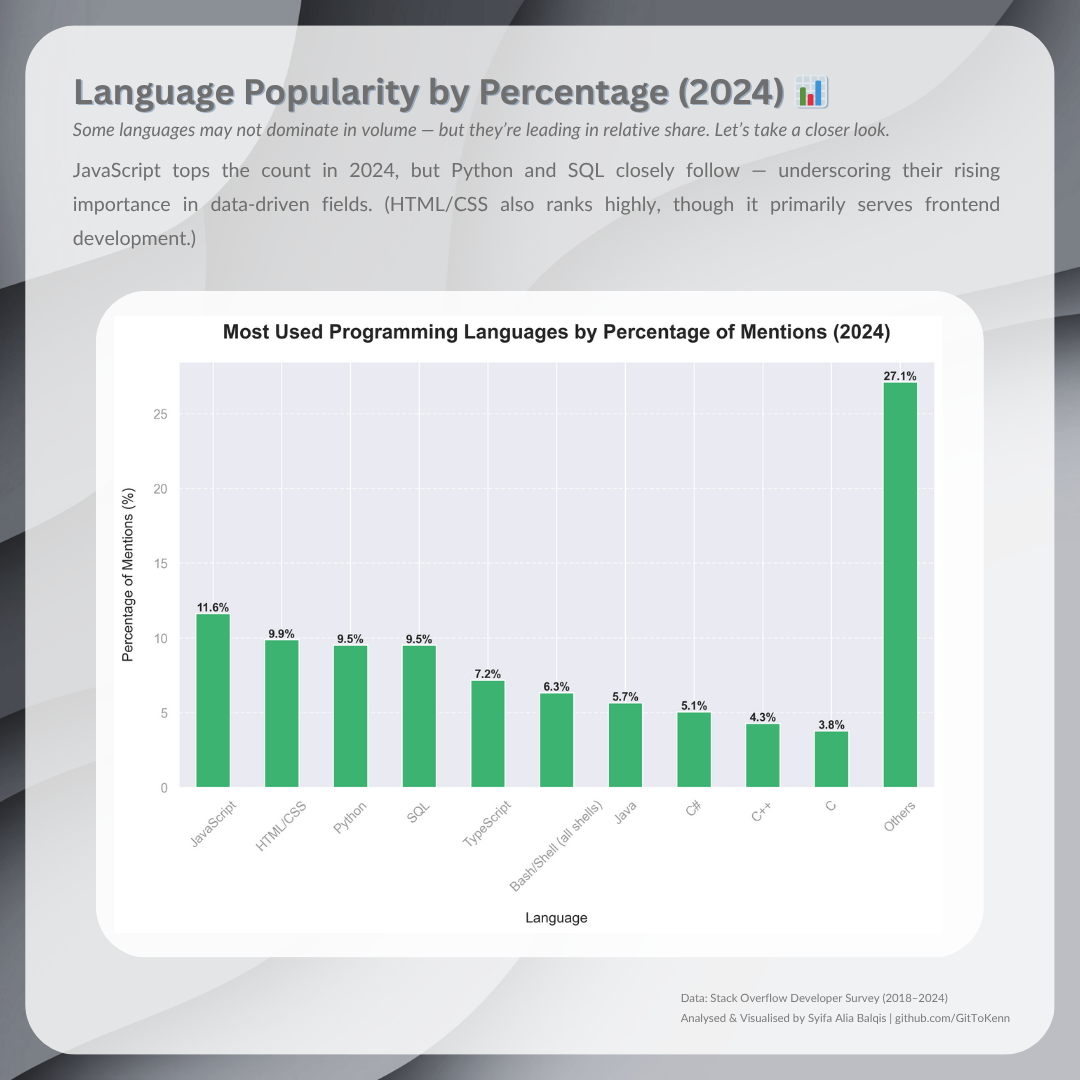 Language Popularity by Percentage (2024) 📊
Some languages may not dominate in volume — but they're leading in relative share. Let's take a closer look.
JavaScript tops the count in 2024, but Python and SQL closely follow — underscoring their rising
importance in data-driven fields. (HTML/CSS also ranks highly, though it primarily serves frontend
development.)
Most Used Programming Languages by Percentage of Mentions (2024)
Percentage of Mentions (%)
25
20
15
10
5
0
11.6%
9.9%
9.5%
9.5%
7.2%
6.3%
5.7%
5.1%
4.3%
3.8%
27.1%
JavaScript
HTML/CSS
Python
SQL
TypeScript
Bash/Shell (all shells)
Java
C#
C++
C
Others
Language
Data: Stack Overflow Developer Survey (2018–2024)
Analysed & Visualised by Syifa Alia Balqis | github.com/GitToKenn